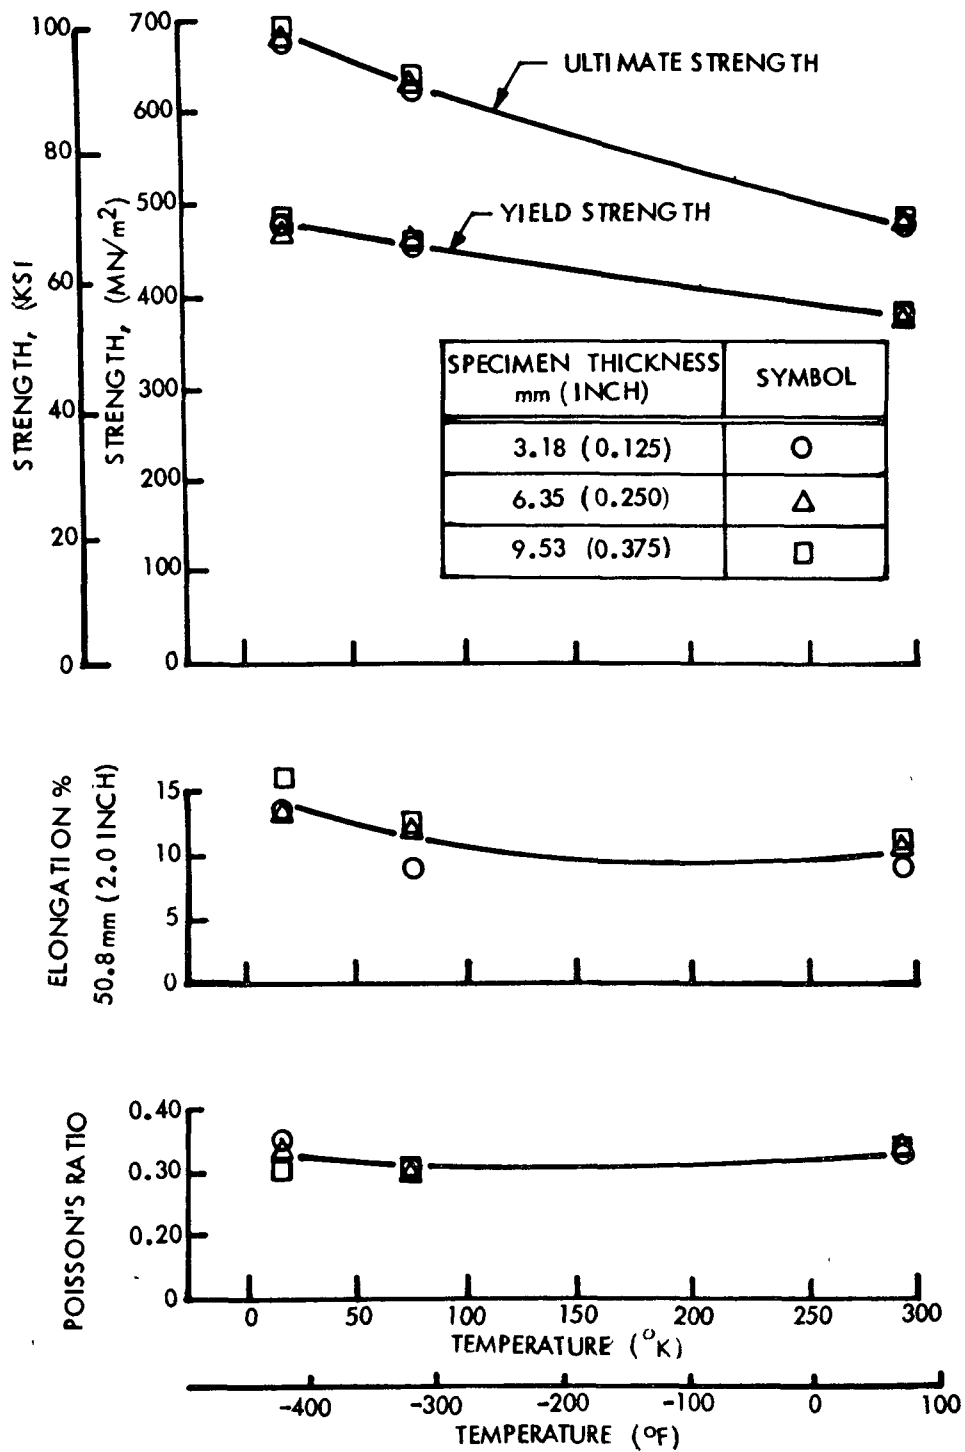 100
80
60
40
20
0
STRENGTH, (KSI
700
600
500
400
300
200
100
0
STRENGTH, (MN/m²)
ULTIMATE STRENGTH
YIELD STRENGTH
SPECIMEN THICKNESS
mm (INCH)
SYMBOL
3.18 (0.125)
6.35 (0.250)
9.53 (0.375)
ELONGATION %
50.8mm (2.0 INCH)
15
10
5
0
POISSON'S RATIO
0.40
0.30
0.20
0
0 50 100 150 200 250 300
TEMPERATURE (°K)
-400 -300 -200 -100 0 100
TEMPERATURE (°F)